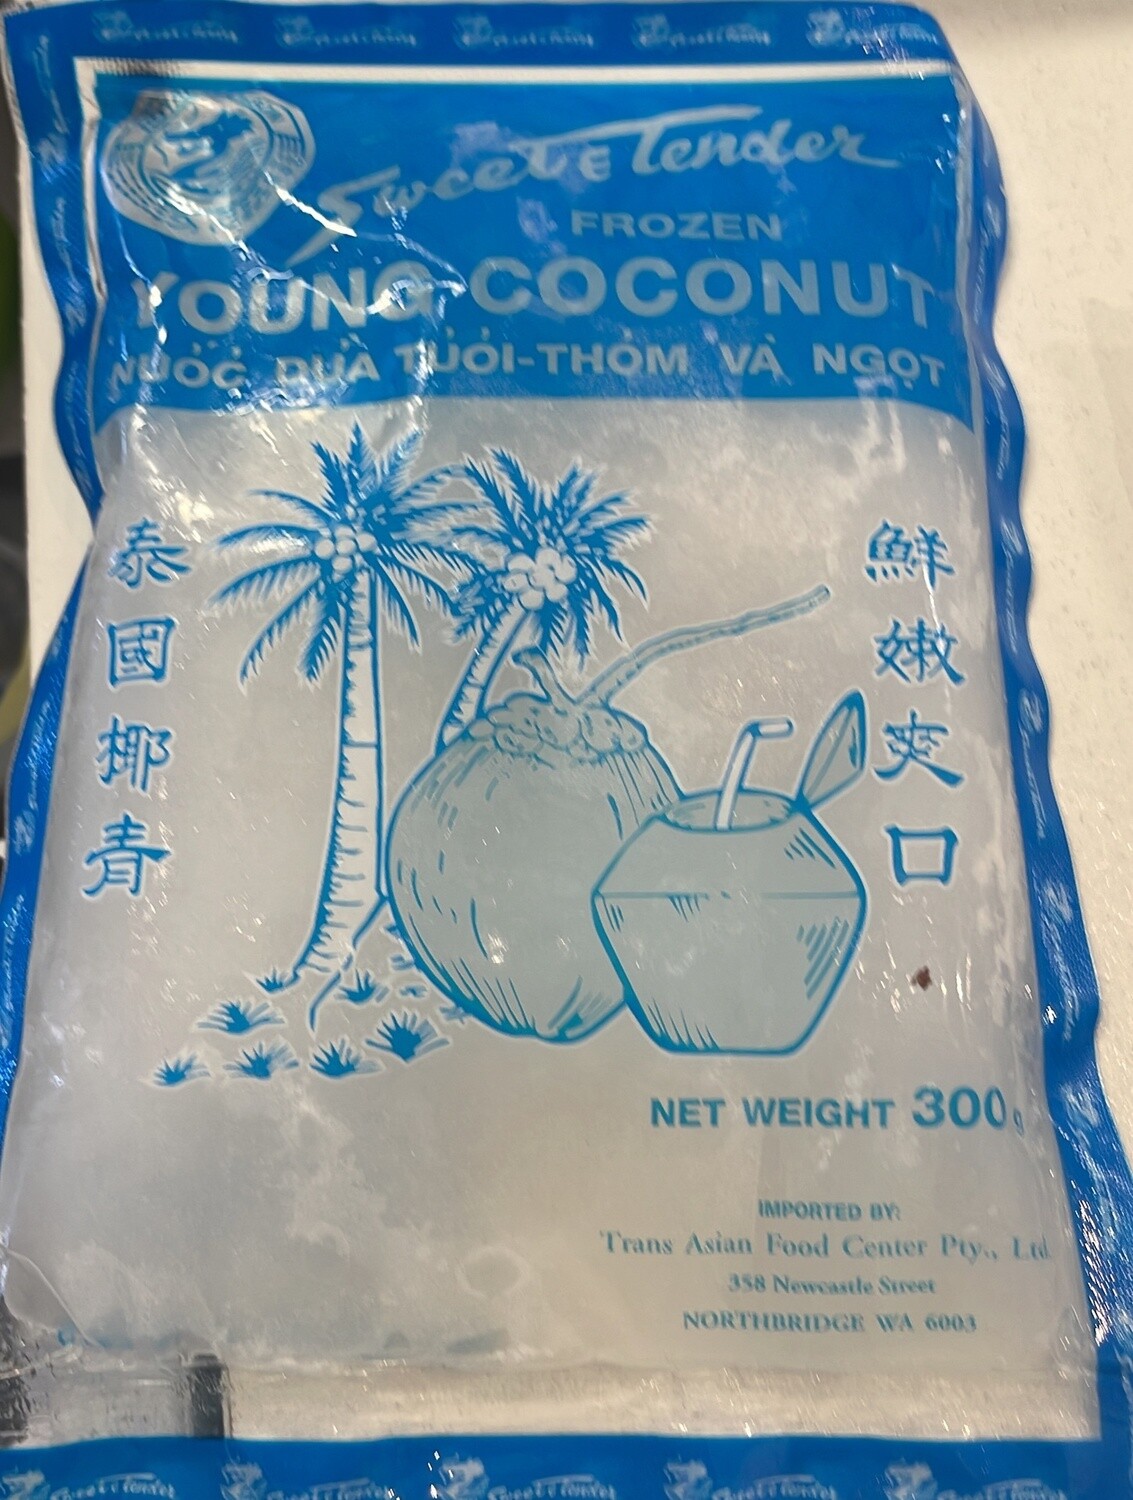 Sweet & Tender
FROZEN
YOUNG COCONUT
NƯỚC DỪA TƯƠI-THƠM VÀ NGỌT
泰國椰青
鮮嫩爽口
NET WEIGHT 300g
IMPORTED BY:
Trans Asian Food Center Pty., Ltd.
358 Newcastle Street
NORTHBRIDGE WA 6003